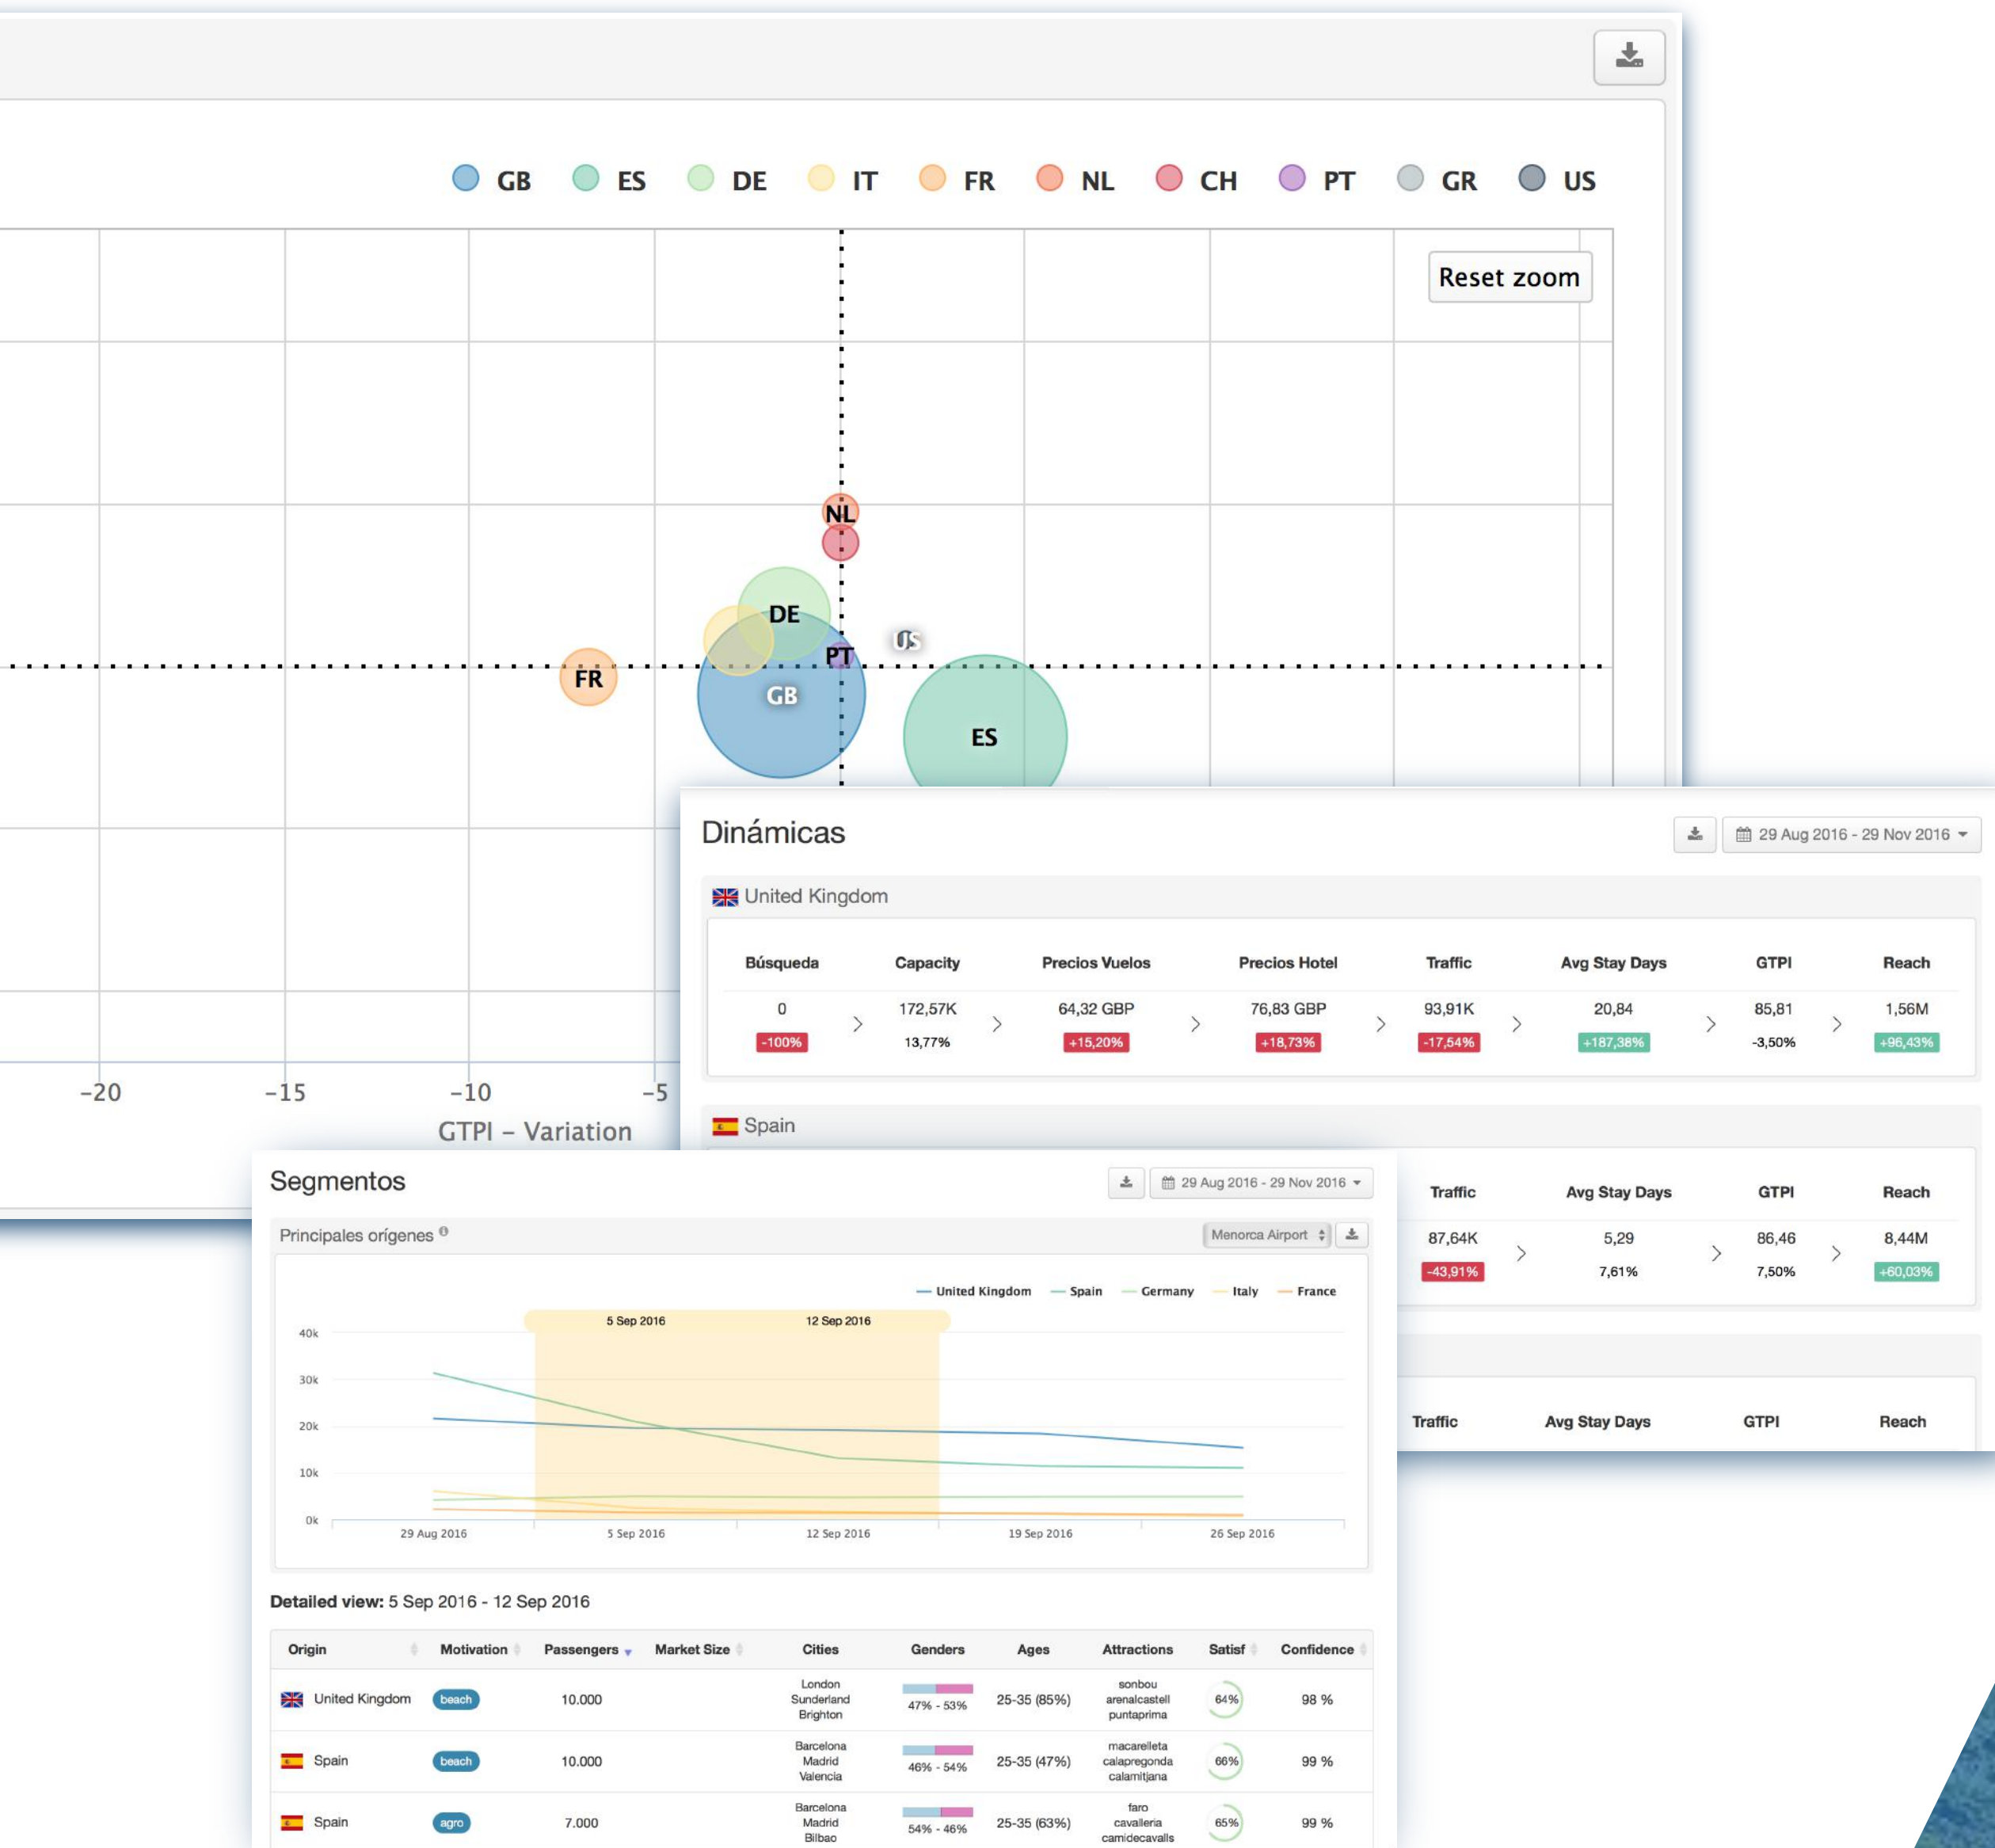 GB ES DE IT FR NL CH PT GR US
Reset zoom
NL
DE
US
PT
FR
GB
ES
-20 -15 -10 -5
GTPI - Variation
Dinámicas
29 Aug 2016 - 29 Nov 2016
United Kingdom
Búsqueda Capacity Precios Vuelos Precios Hotel Traffic Avg Stay Days GTPI Reach
0 > 172,57K > 64,32 GBP > 76,83 GBP > 93,91K > 20,84 > 85,81 > 1,56M
-100% 13,77% +15,20% +18,73% -17,54% +187,38% -3,50% +96,43%
Spain
Traffic Avg Stay Days GTPI Reach
87,64K > 5,29 > 86,46 > 8,44M
-43,91% 7,61% 7,50% +60,03%
Traffic Avg Stay Days GTPI Reach
Segmentos
29 Aug 2016 - 29 Nov 2016
Principales orígenes
Menorca Airport
United Kingdom Spain Germany Italy France
5 Sep 2016 12 Sep 2016
40k
30k
20k
10k
0k
29 Aug 2016 5 Sep 2016 12 Sep 2016 19 Sep 2016 26 Sep 2016
Detailed view: 5 Sep 2016 - 12 Sep 2016
Origin Motivation Passengers Market Size Cities Genders Ages Attractions Satisf Confidence
United Kingdom beach 10.000 London Sunderland Brighton 47% - 53% 25-35 (85%) sonbou arenalcastell puntaprima 64% 98 %
Spain beach 10.000 Barcelona Madrid Valencia 46% - 54% 25-35 (47%) macarelleta calapregonda calamitjana 66% 99 %
Spain agro 7.000 Barcelona Madrid Bilbao 54% - 46% 25-35 (63%) faro cavalleria camidecavalls 65% 99 %